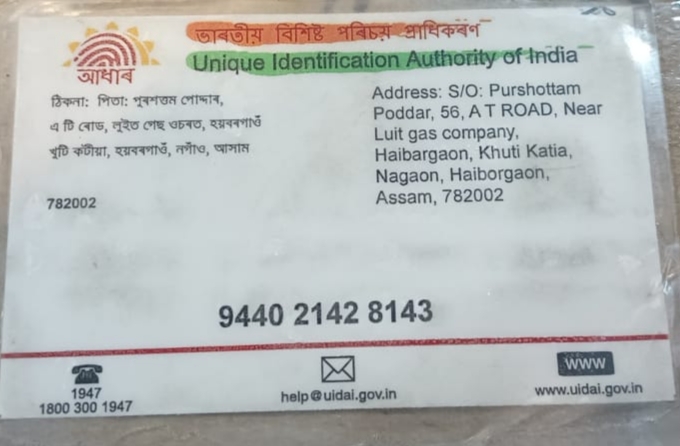 ভাৰতীয় বিশিষ্ট পৰিচয় প্ৰাধিকৰণ
Unique Identification Authority of India
আধাৰ
ঠিকনা: পিতা: পুৰুশত্তম পোদ্দাৰ,
এ টি ৰোড, লুইত গেছ ওচৰত, হয়বৰগাওঁ
খুটি কটীয়া, হয়বৰগাওঁ, নগাঁও, আসাম
782002
Address: S/O: Purshottam
Poddar, 56, A T ROAD, Near
Luit gas company,
Haibargaon, Khuti Katia,
Nagaon, Haiborgaon,
Assam, 782002
9440 2142 8143
1947
1800 300 1947
help@uidai.gov.in
WWW
www.uidai.gov.in